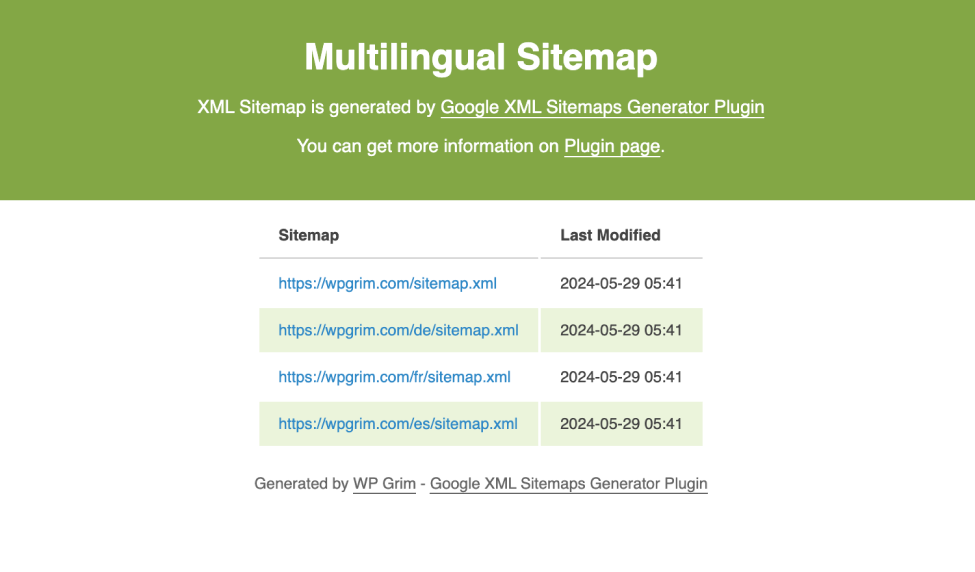 Multilingual Sitemap
XML Sitemap is generated by Google XML Sitemaps Generator Plugin
You can get more information on Plugin page.
Sitemap Last Modified
https://wpgrim.com/sitemap.xml 2024-05-29 05:41
https://wpgrim.com/de/sitemap.xml 2024-05-29 05:41
https://wpgrim.com/fr/sitemap.xml 2024-05-29 05:41
https://wpgrim.com/es/sitemap.xml 2024-05-29 05:41
Generated by WP Grim - Google XML Sitemaps Generator Plugin